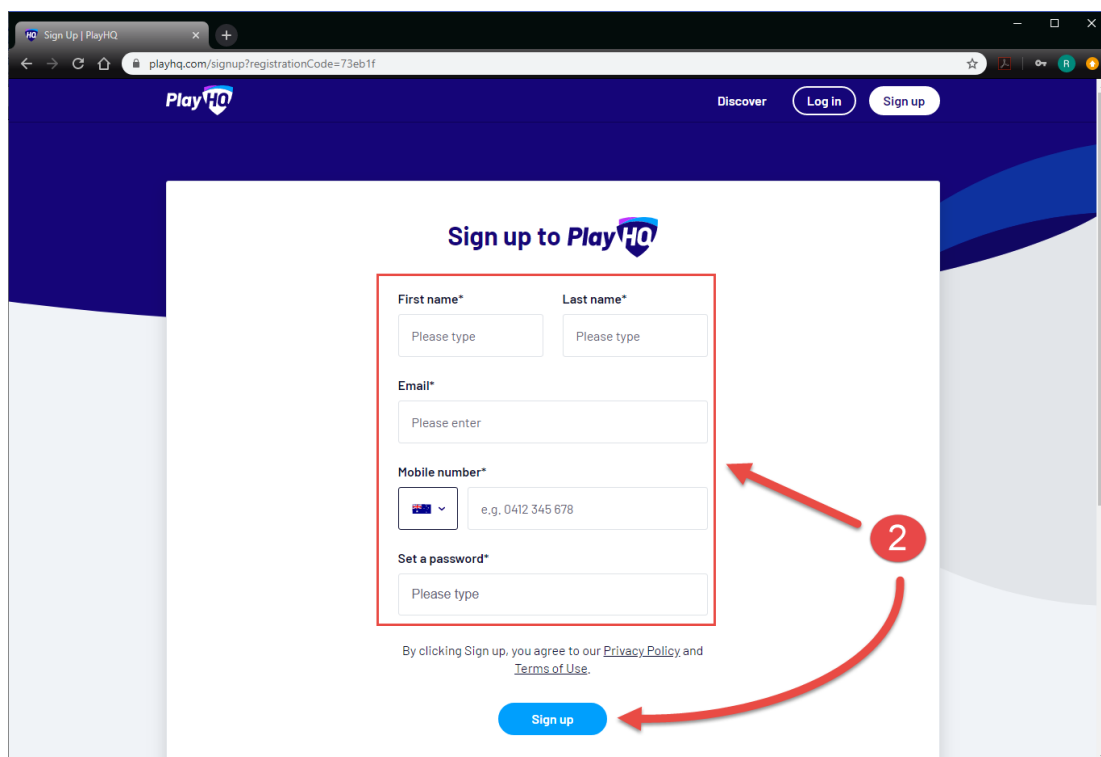 Sign Up | PlayHQ
playhq.com/signup?registrationCode=73eb1f
R
PlayHQ
Discover
Log in
Sign up
Sign up to PlayHQ
First name* Last name*
Please type Please type
Email*
Please enter
Mobile number*
e.g. 0412 345 678
2
Set a password*
Please type
By clicking Sign up, you agree to our Privacy Policy and
Terms of Use.
Sign up